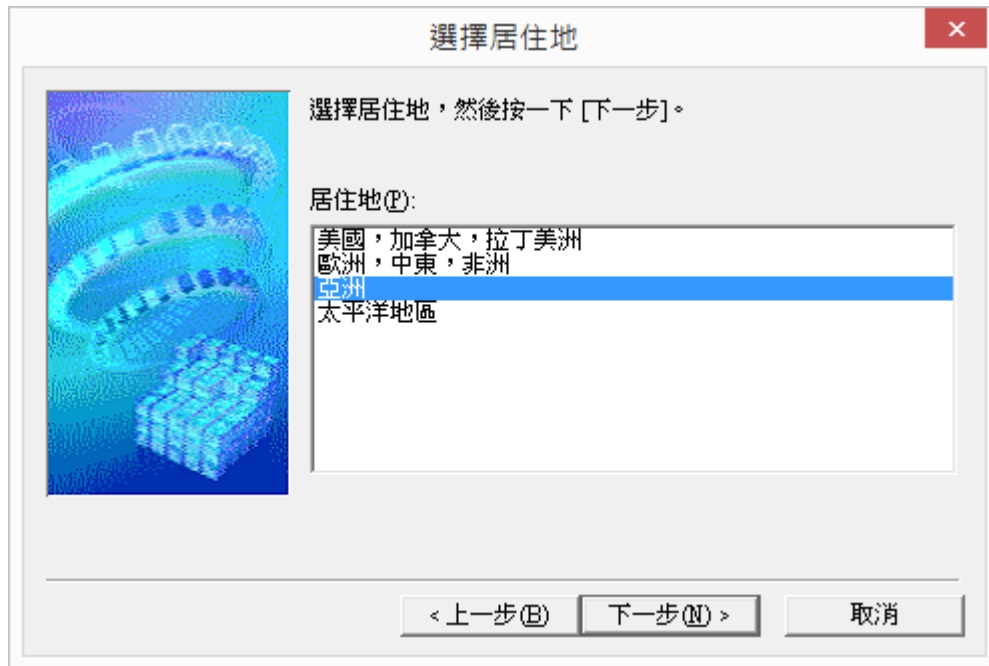 選擇居住地
選擇居住地，然後按一下 [下一步]。
居住地(P):
美國，加拿大，拉丁美洲
歐洲，中東，非洲
亞洲
太平洋地區
<上一步(B)
下一步(N) >
取消